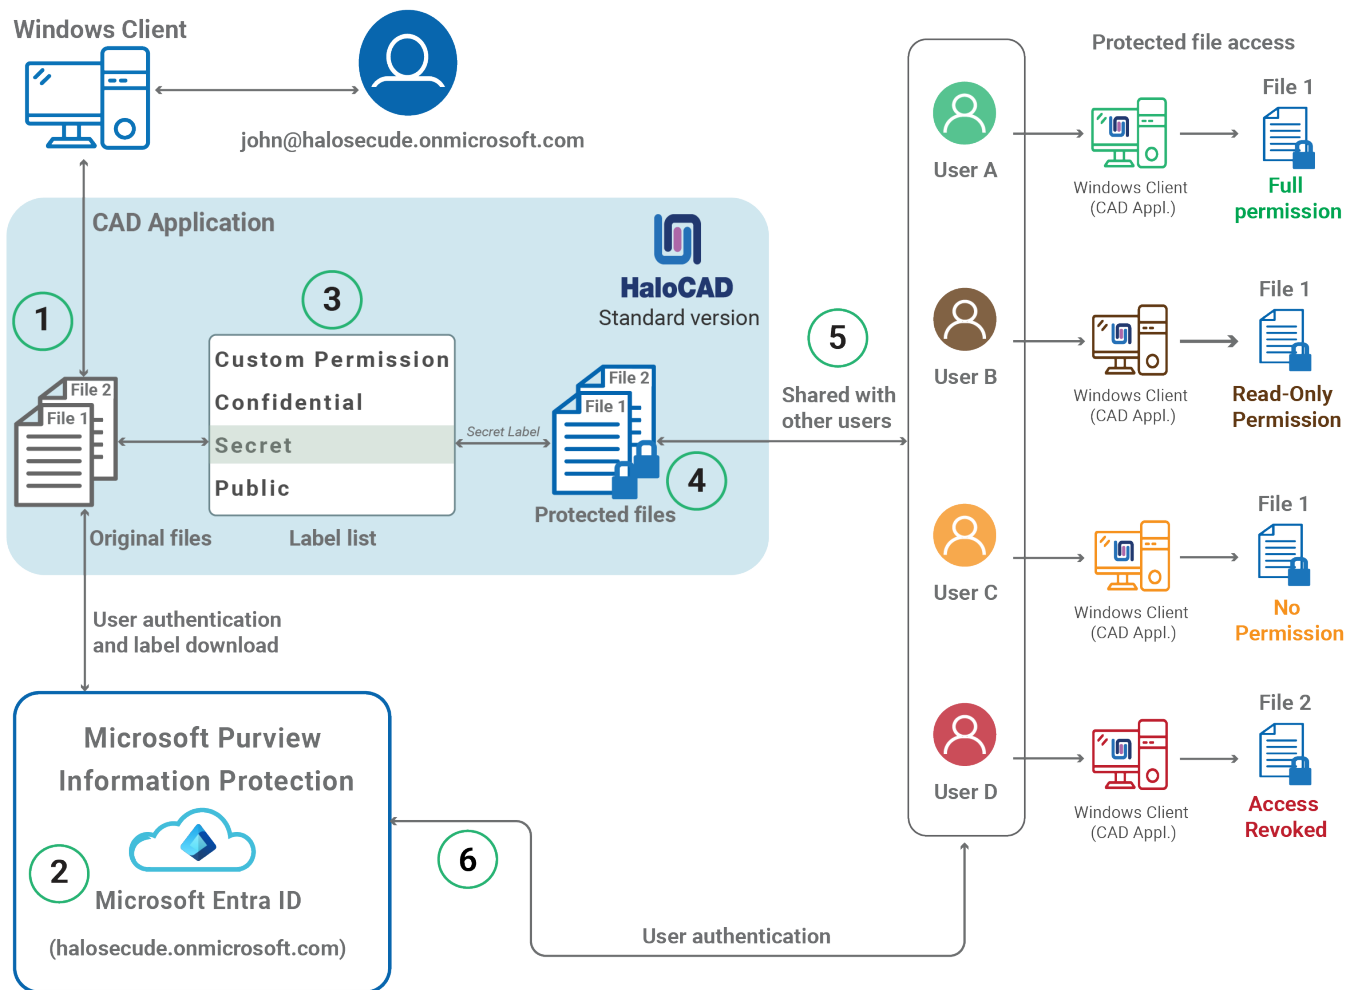 Windows Client
john@halosecude.onmicrosoft.com
CAD Application
HaloCAD
Standard version
1
3
Custom Permission
Confidential
Secret
Public
Label list
File 2
File 1
Original files
Secret Label
File 2
File 1
Protected files
4
5
Shared with
other users
User authentication
and label download
Microsoft Purview
Information Protection
2
Microsoft Entra ID
(halosecude.onmicrosoft.com)
6
User authentication
Protected file access
User A
Windows Client
(CAD Appl.)
File 1
Full
permission
User B
Windows Client
(CAD Appl.)
File 1
Read-Only
Permission
User C
Windows Client
(CAD Appl.)
File 1
No
Permission
User D
Windows Client
(CAD Appl.)
File 2
Access
Revoked